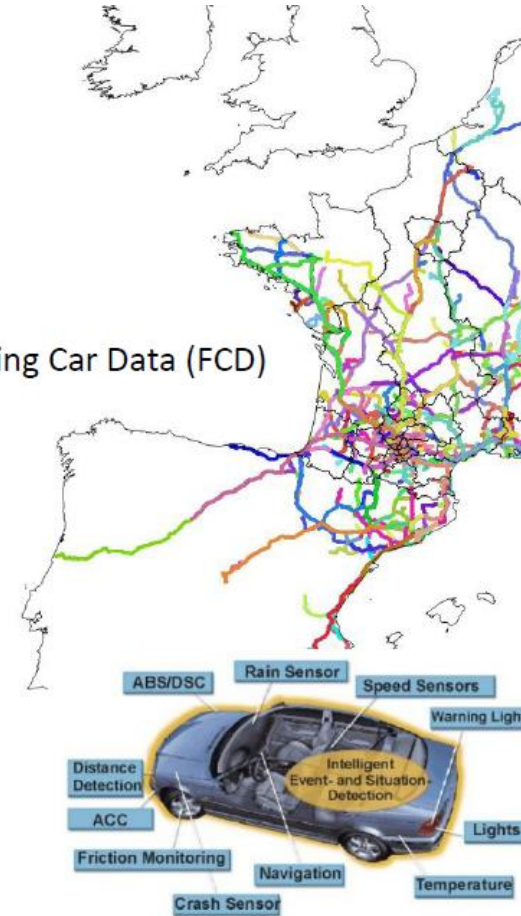 ing Car Data (FCD)
Rain Sensor
ABS/DSC
Speed Sensors
Warning Ligh
Intelligent
Event- and Situation-
Detection
Distance
Detection
ACC
Lights
Friction Monitoring
Navigation
Temperature
Crash Sensor